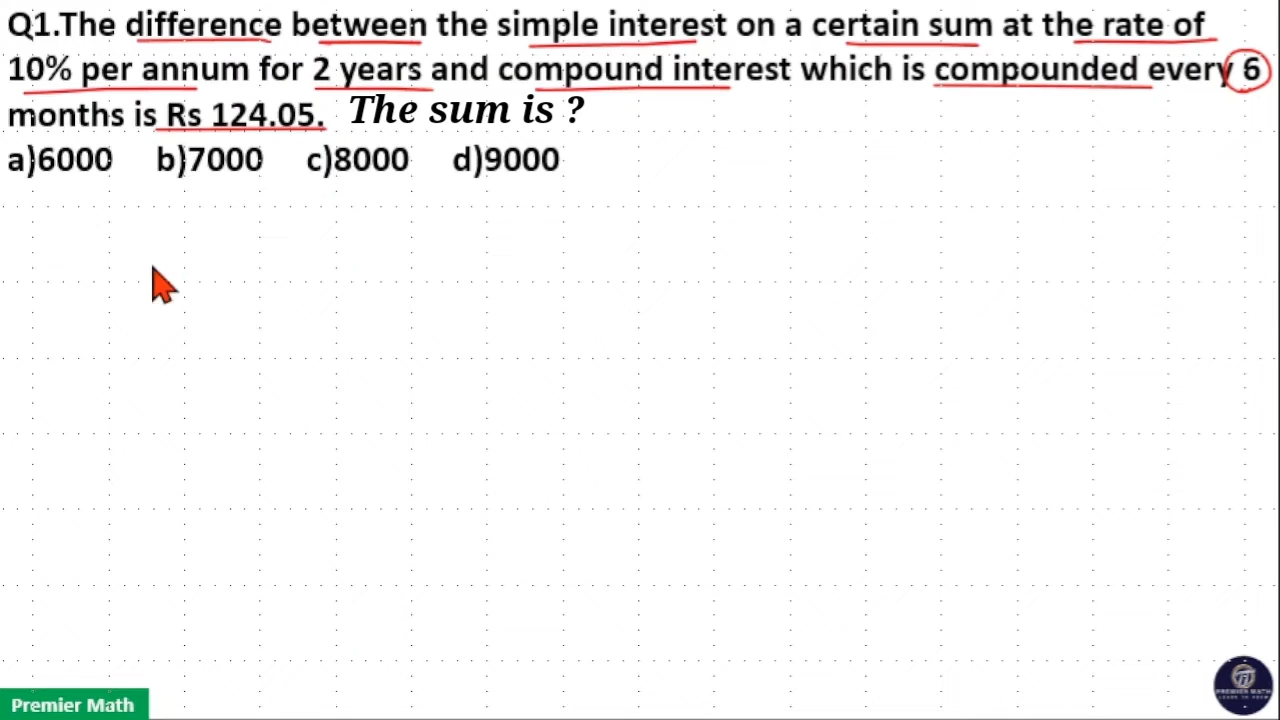 Q1.The difference between the simple interest on a certain sum at the rate of
10% per annum for 2 years and compound interest which is compounded every 6
months is Rs 124.05. The sum is ?
a)6000 b)7000 c)8000 d)9000
Premier Math
PREMIER MATH